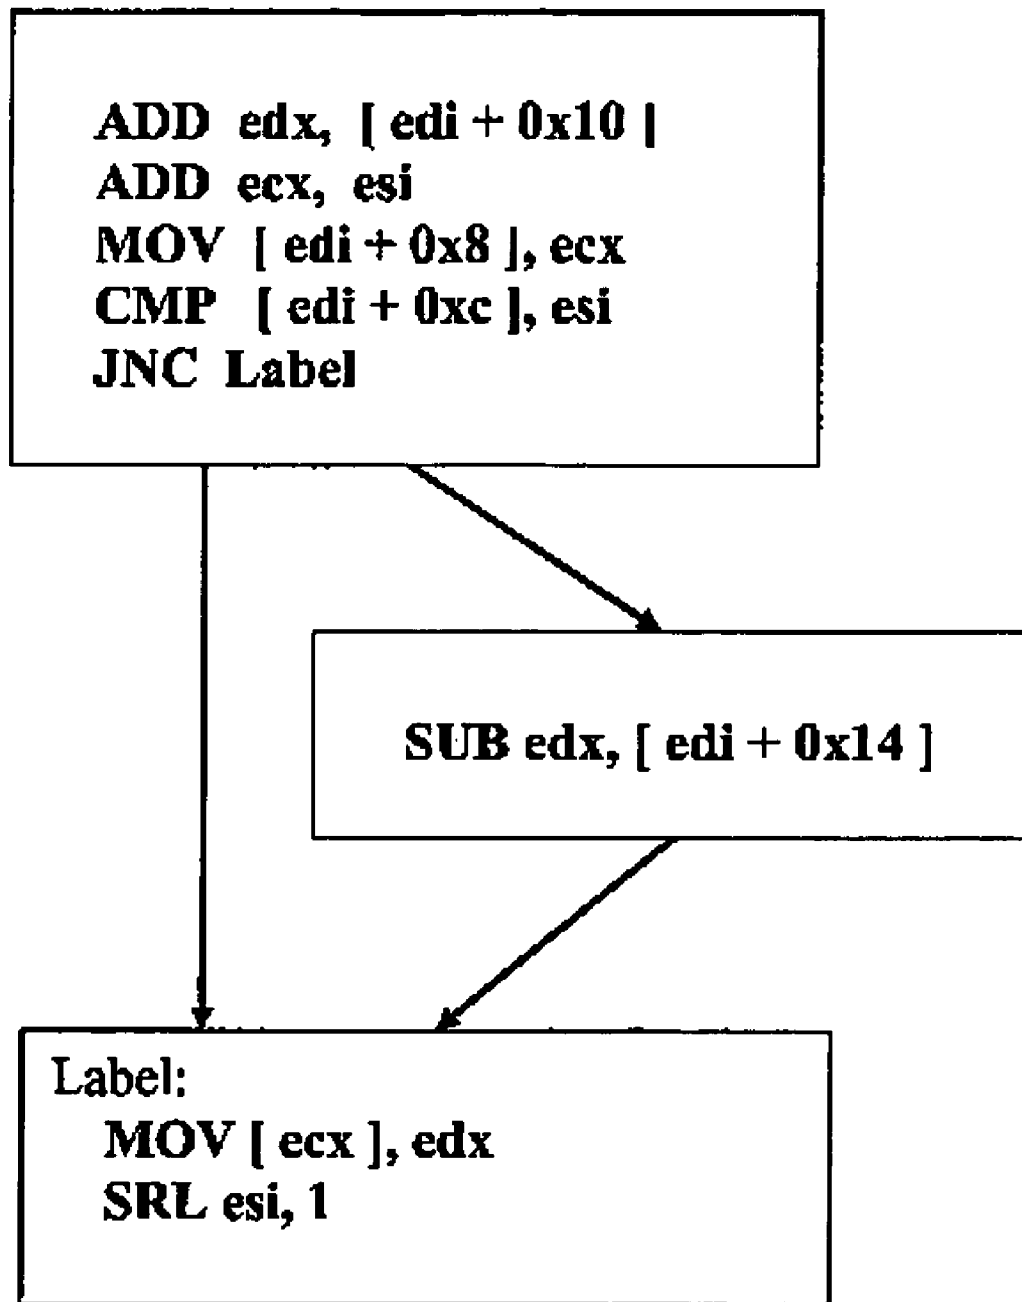 ADD edx, [ edi + 0x10 ]
ADD ecx, esi
MOV [ edi + 0x8 ], ecx
CMP [ edi + 0xc ], esi
JNC Label
SUB edx, [ edi + 0x14 ]
Label:
MOV [ ecx ], edx
SRL esi, 1